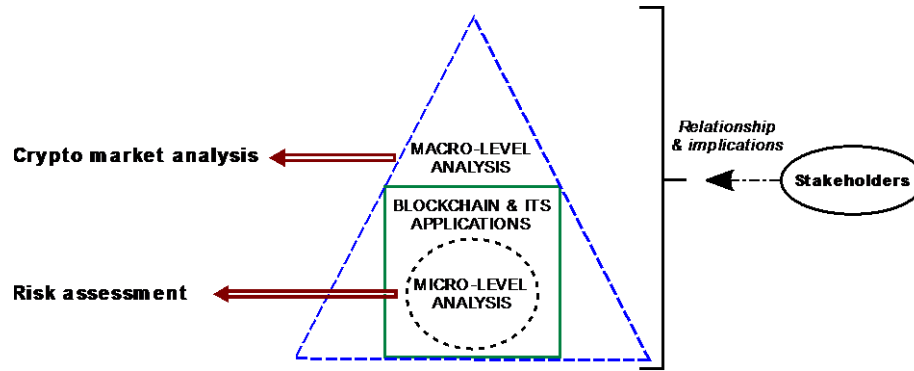 Crypto market analysis
Risk assessment
MACRO-LEVEL
ANALYSIS
BLOCKCHAIN & ITS
APPLICATIONS
MICRO-LEVEL
ANALYSIS
Relationship
& implications
Stakeholders